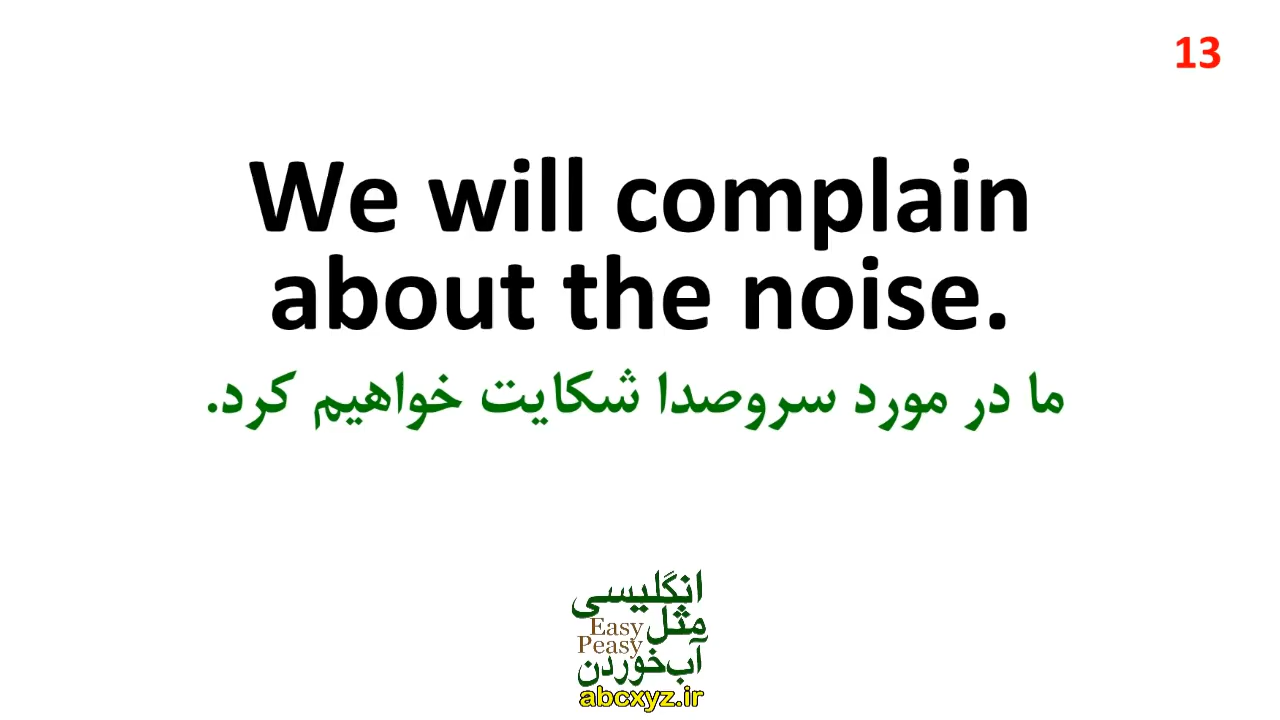 13
We will complain
about the noise.
ما در مورد سروصدا شکایت خواهیم کرد.
انگلیسی
مثل
Easy
Peasy
آب‌خوردن
abcxyz.ir